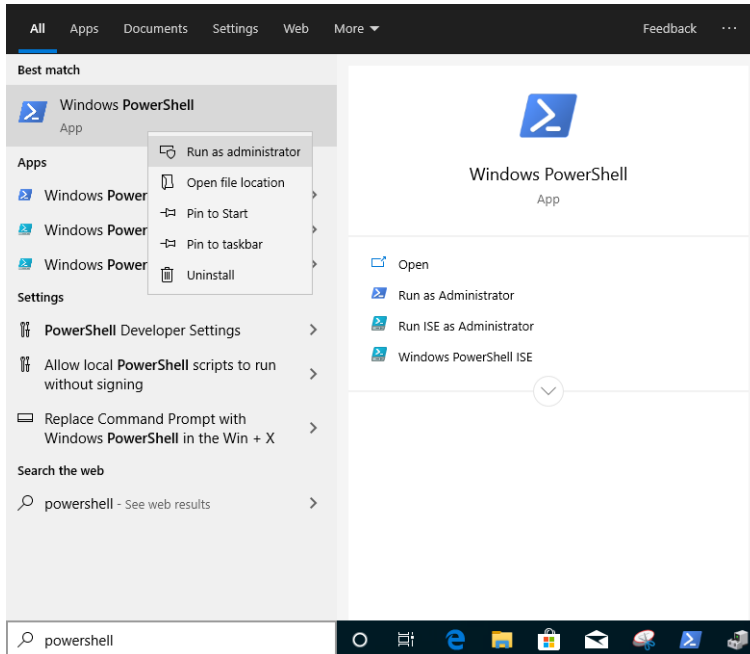 All Apps Documents Settings Web More Feedback ...
Best match
Windows PowerShell
App
Run as administrator
Open file location
Pin to Start
Pin to taskbar
Uninstall
Apps
Windows Power
Windows Power
Windows Power
Settings
PowerShell Developer Settings
Allow local PowerShell scripts to run
without signing
Replace Command Prompt with
Windows PowerShell in the Win + X
Search the web
powershell - See web results
powershell
Windows PowerShell
App
Open
Run as Administrator
Run ISE as Administrator
Windows PowerShell ISE